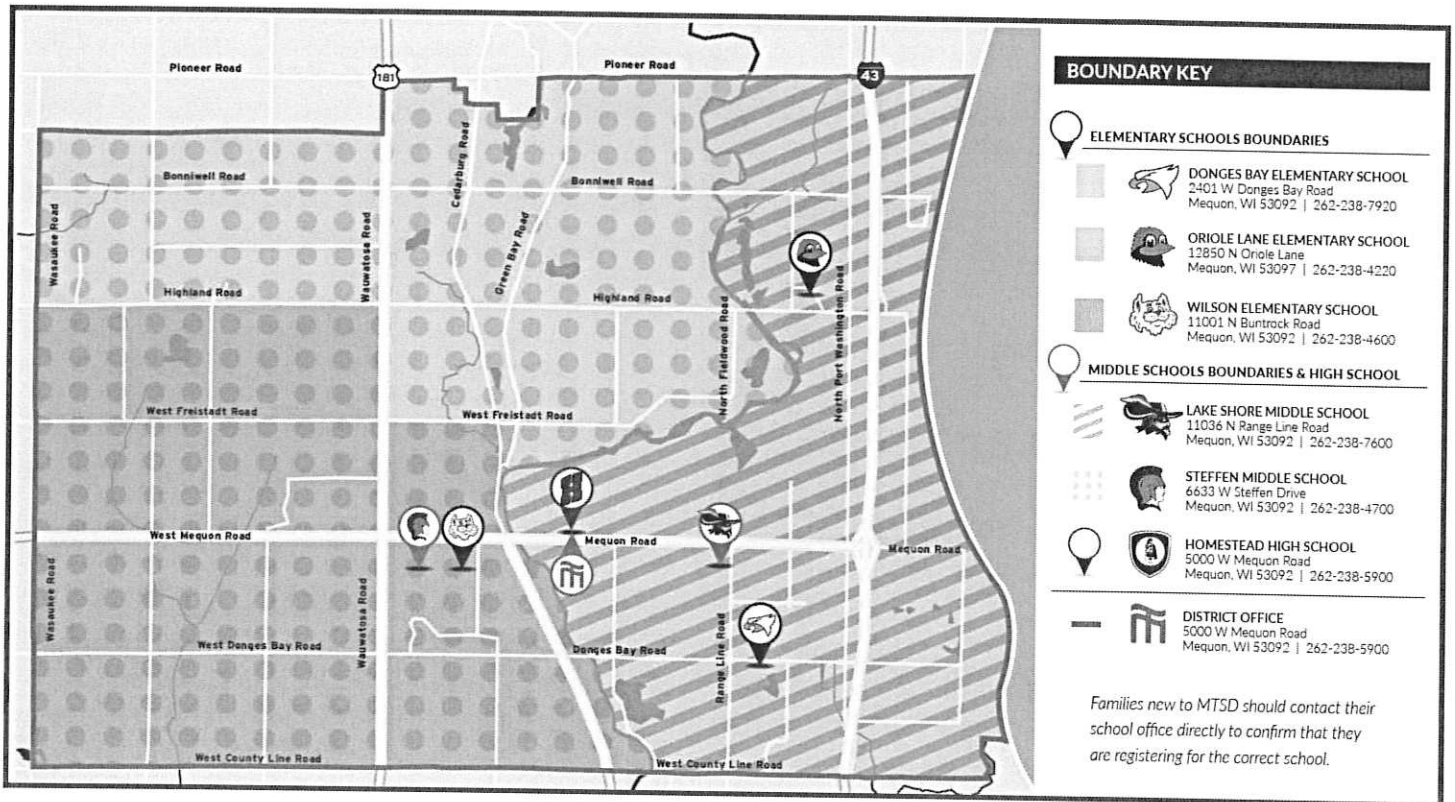 Pioneer Road
Pioneer Road
181
43
Bonniwell Road
Bonniwell Road
Cedarburg Road
Green Bay Road
Wasaukee Road
Wauwatosa Road
Highland Road
Highland Road
North Fieldwood Road
North Port Washington Road
West Freistadt Road
West Freistadt Road
West Mequon Road
Mequon Road
Mequon Road
Wasaukee Road
Wauwatosa Road
West Donges Bay Road
Donges Bay Road
Range Line Road
West County Line Road
West County Line Road
BOUNDARY KEY
ELEMENTARY SCHOOLS BOUNDARIES
DONGES BAY ELEMENTARY SCHOOL
2401 W Donges Bay Road
Mequon, WI 53092 | 262-238-7920
ORIOLE LANE ELEMENTARY SCHOOL
12850 N Oriole Lane
Mequon, WI 53097 | 262-238-4220
WILSON ELEMENTARY SCHOOL
11001 N Buntrock Road
Mequon, WI 53092 | 262-238-4600
MIDDLE SCHOOLS BOUNDARIES & HIGH SCHOOL
LAKE SHORE MIDDLE SCHOOL
11036 N Range Line Road
Mequon, WI 53092 | 262-238-7600
STEFFEN MIDDLE SCHOOL
6633 W Steffen Drive
Mequon, WI 53092 | 262-238-4700
HOMESTEAD HIGH SCHOOL
5000 W Mequon Road
Mequon, WI 53092 | 262-238-5900
DISTRICT OFFICE
5000 W Mequon Road
Mequon, WI 53092 | 262-238-5900
Families new to MTSD should contact their
school office directly to confirm that they
are registering for the correct school.